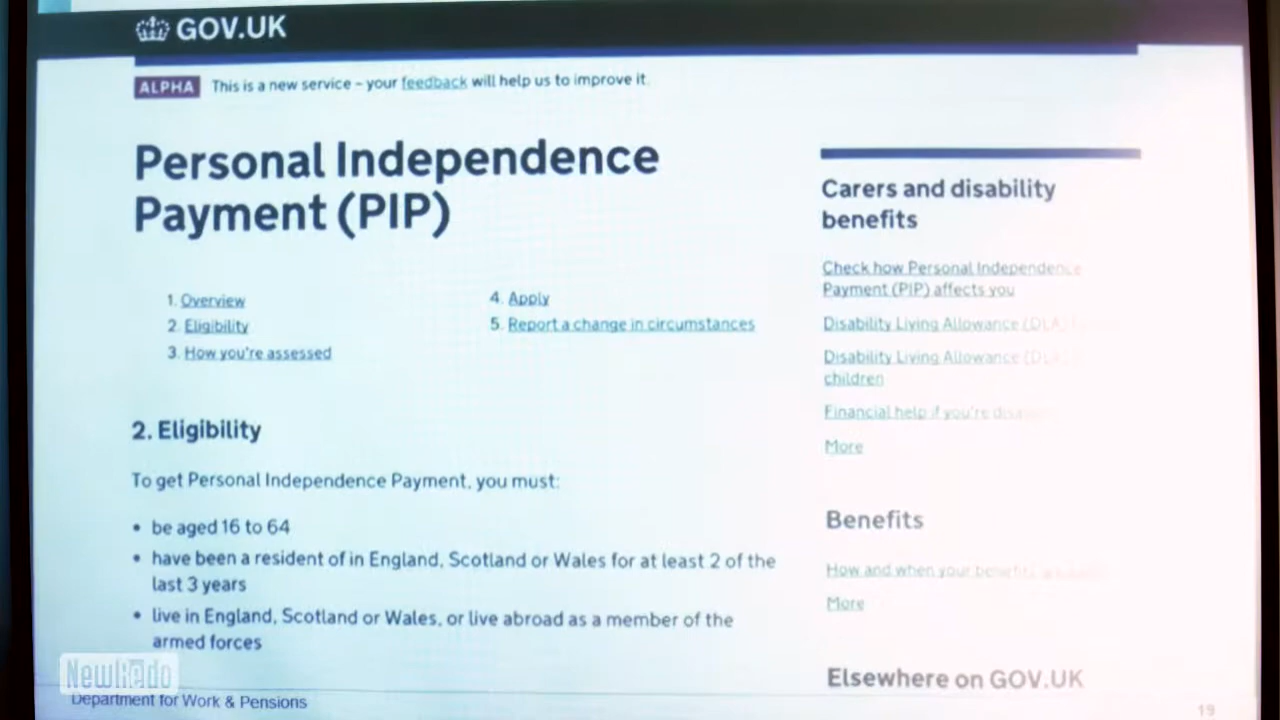 GOV.UK
ALPHA This is a new service – your feedback will help us to improve it.
Personal Independence
Payment (PIP)
1. Overview
2. Eligibility
3. How you're assessed
4. Apply
5. Report a change in circumstances
2. Eligibility
To get Personal Independence Payment, you must:
• be aged 16 to 64
• have been a resident of in England, Scotland or Wales for at least 2 of the
last 3 years
• live in England, Scotland or Wales, or live abroad as a member of the
armed forces
Carers and disability
benefits
Check how Personal Independence
Payment (PIP) affects you
Disability Living Allowance (DLA)
Disability Living Allowance (DLA)
children
Financial help if you're disabled
More
Benefits
How and when your benefits
More
Elsewhere on GOV.UK
NewRedo
Department for Work & Pensions
19